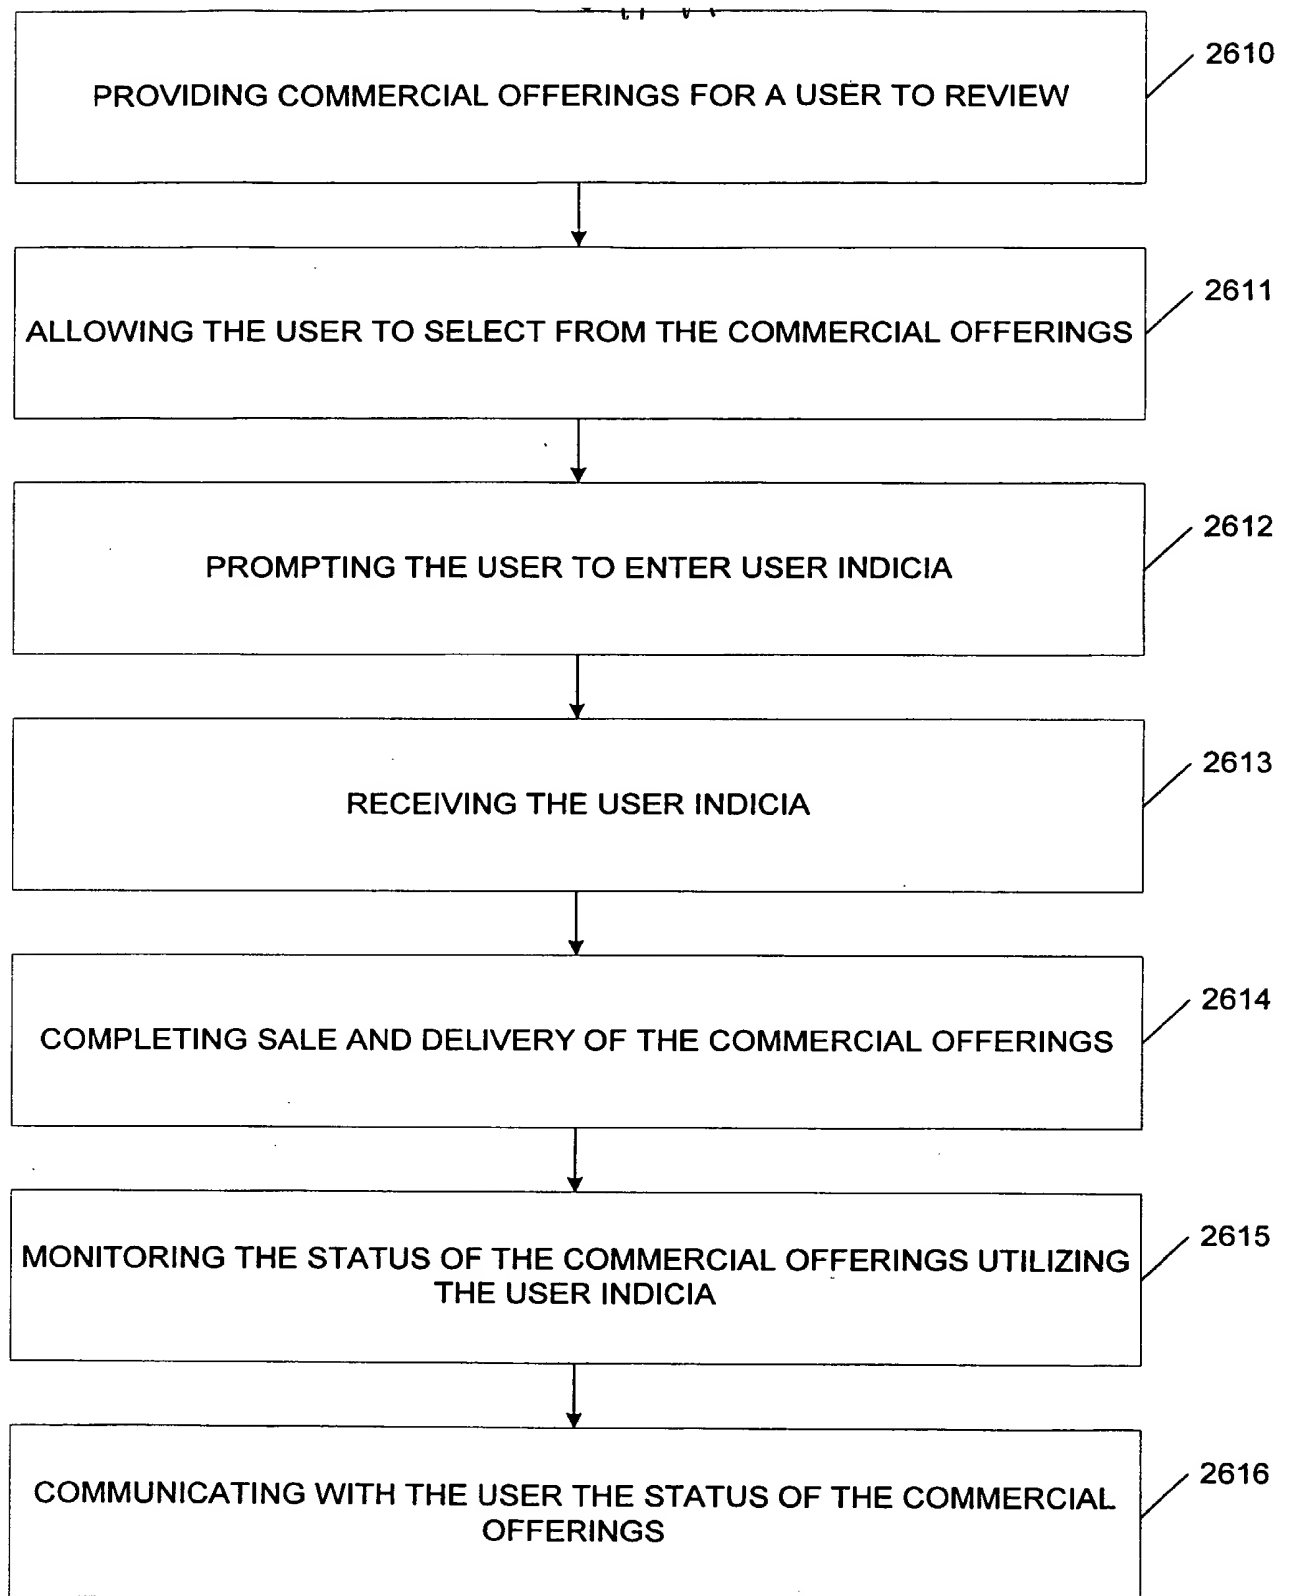 PROVIDING COMMERCIAL OFFERINGS FOR A USER TO REVIEW
2610
ALLOWING THE USER TO SELECT FROM THE COMMERCIAL OFFERINGS
2611
PROMPTING THE USER TO ENTER USER INDICIA
2612
RECEIVING THE USER INDICIA
2613
COMPLETING SALE AND DELIVERY OF THE COMMERCIAL OFFERINGS
2614
MONITORING THE STATUS OF THE COMMERCIAL OFFERINGS UTILIZING
THE USER INDICIA
2615
COMMUNICATING WITH THE USER THE STATUS OF THE COMMERCIAL
OFFERINGS
2616